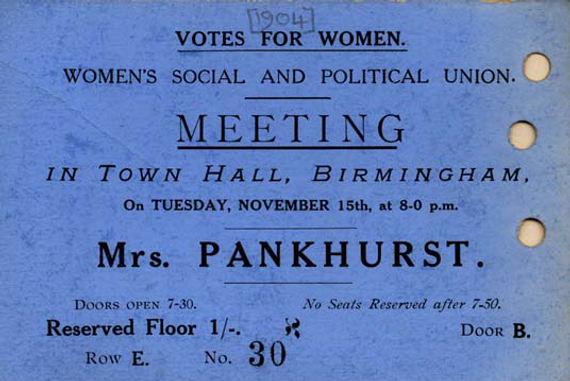 [1904]
VOTES FOR WOMEN.
WOMEN'S SOCIAL AND POLITICAL UNION.
MEETING
IN TOWN HALL, BIRMINGHAM,
On TUESDAY, NOVEMBER 15th, at 8-0 p.m.
Mrs. PANKHURST.
DOORS OPEN 7-30. No Seats Reserved after 7-50.
Reserved Floor 1/-. DOOR B.
ROW E. No. 30